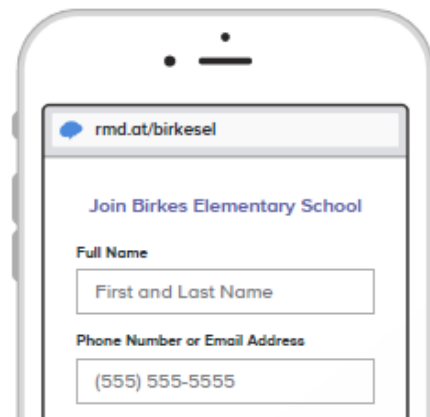 rmd.at/birkesel
Join Birkes Elementary School
Full Name
First and Last Name
Phone Number or Email Address
(555) 555-5555